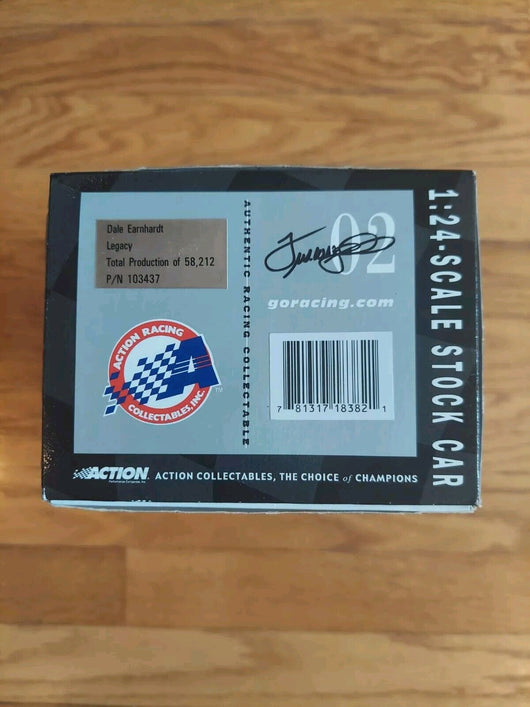 Dale Earnhardt
Legacy
Total Production of 58,212
P/N 103437
ACTION RACING
COLLECTABLES, INC.
TM
AUTHENTIC RACING COLLECTABLE
02
goracing.com
7 81317 18382 1
1:24-SCALE STOCK CAR
ACTION
ACTION COLLECTABLES, THE CHOICE of CHAMPIONS